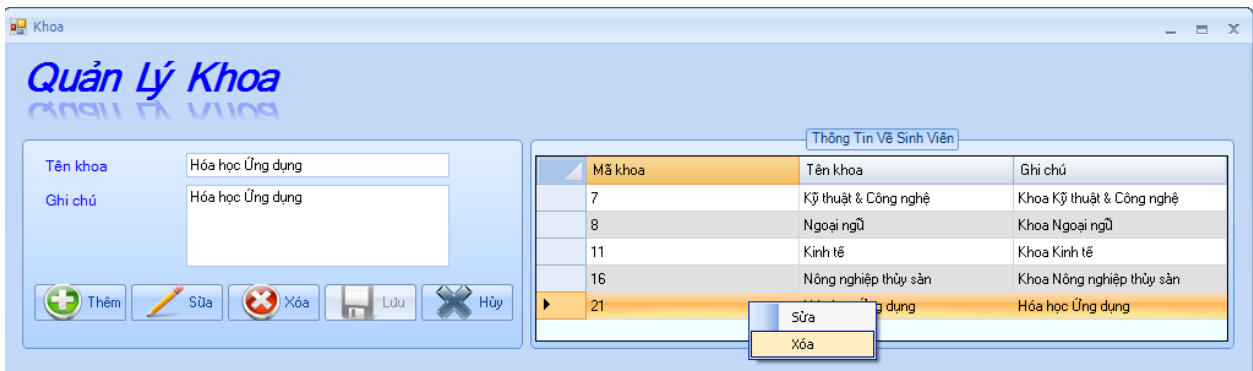 Khoa
Quản Lý Khoa
Thông Tin Về Sinh Viên
Tên khoa
Hóa học Ứng dụng
Ghi chú
Hóa học Ứng dụng
Thêm
Sửa
Xóa
Lưu
Hủy
Mã khoa Tên khoa Ghi chú
7 Kỹ thuật & Công nghệ Khoa Kỹ thuật & Công nghệ
8 Ngoại ngữ Khoa Ngoại ngữ
11 Kinh tế Khoa Kinh tế
16 Nông nghiệp thủy sản Khoa Nông nghiệp thủy sản
21 Ứng dụng Hóa học Ứng dụng
Sửa
Xóa